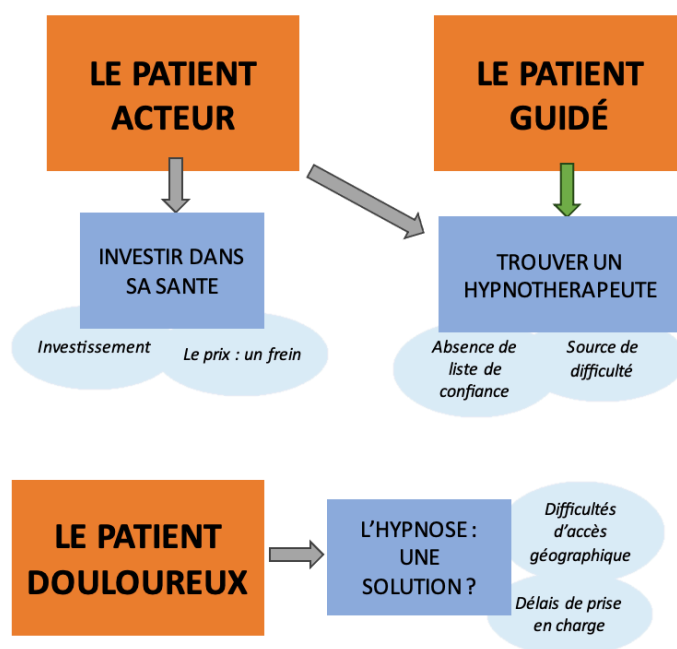 LE PATIENT
ACTEUR
LE PATIENT
GUIDÉ
INVESTIR DANS
SA SANTE
TROUVER UN
HYPNOTHERAPEUTE
Investissement
Le prix : un frein
Absence de
liste de
confiance
Source de
difficulté
LE PATIENT
DOULOUREUX
L'HYPNOSE :
UNE
SOLUTION ?
Difficultés
d'accès
géographique
Délais de prise
en charge